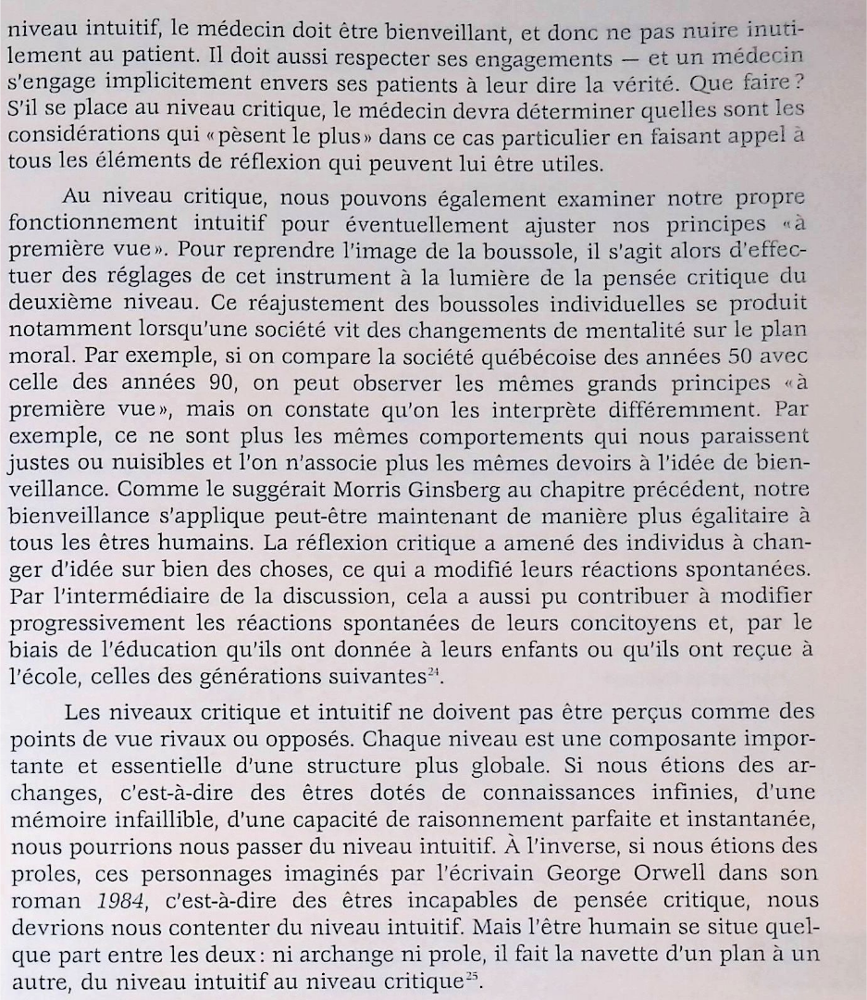 niveau intuitif, le médecin doit être bienveillant, et donc ne pas nuire inuti-
lement au patient. Il doit aussi respecter ses engagements — et un médecin
s'engage implicitement envers ses patients à leur dire la vérité. Que faire?
S'il se place au niveau critique, le médecin devra déterminer quelles sont les
considérations qui «pèsent le plus» dans ce cas particulier en faisant appel à
tous les éléments de réflexion qui peuvent lui être utiles.
Au niveau critique, nous pouvons également examiner notre propre
fonctionnement intuitif pour éventuellement ajuster nos principes «à
première vue». Pour reprendre l'image de la boussole, il s'agit alors d'effec-
tuer des réglages de cet instrument à la lumière de la pensée critique du
deuxième niveau. Ce réajustement des boussoles individuelles se produit
notamment lorsqu'une société vit des changements de mentalité sur le plan
moral. Par exemple, si on compare la société québécoise des années 50 avec
celle des années 90, on peut observer les mêmes grands principes «à
première vue», mais on constate qu'on les interprète différemment. Par
exemple, ce ne sont plus les mêmes comportements qui nous paraissent
justes ou nuisibles et l'on n'associe plus les mêmes devoirs à l'idée de bien-
veillance. Comme le suggérait Morris Ginsberg au chapitre précédent, notre
bienveillance s'applique peut-être maintenant de manière plus égalitaire à
tous les êtres humains. La réflexion critique a amené des individus à chan-
ger d'idée sur bien des choses, ce qui a modifié leurs réactions spontanées.
Par l'intermédiaire de la discussion, cela a aussi pu contribuer à modifier
progressivement les réactions spontanées de leurs concitoyens et, par le
biais de l'éducation qu'ils ont donnée à leurs enfants ou qu'ils ont reçue à
l'école, celles des générations suivantes²⁴.
Les niveaux critique et intuitif ne doivent pas être perçus comme des
points de vue rivaux ou opposés. Chaque niveau est une composante impor-
tante et essentielle d'une structure plus globale. Si nous étions des ar-
changes, c'est-à-dire des êtres dotés de connaissances infinies, d'une
mémoire infaillible, d'une capacité de raisonnement parfaite et instantanée,
nous pourrions nous passer du niveau intuitif. À l'inverse, si nous étions des
proles, ces personnages imaginés par l'écrivain George Orwell dans son
roman 1984, c'est-à-dire des êtres incapables de pensée critique, nous
devrions nous contenter du niveau intuitif. Mais l'être humain se situe quel-
que part entre les deux: ni archange ni prole, il fait la navette d'un plan à un
autre, du niveau intuitif au niveau critique²⁵.